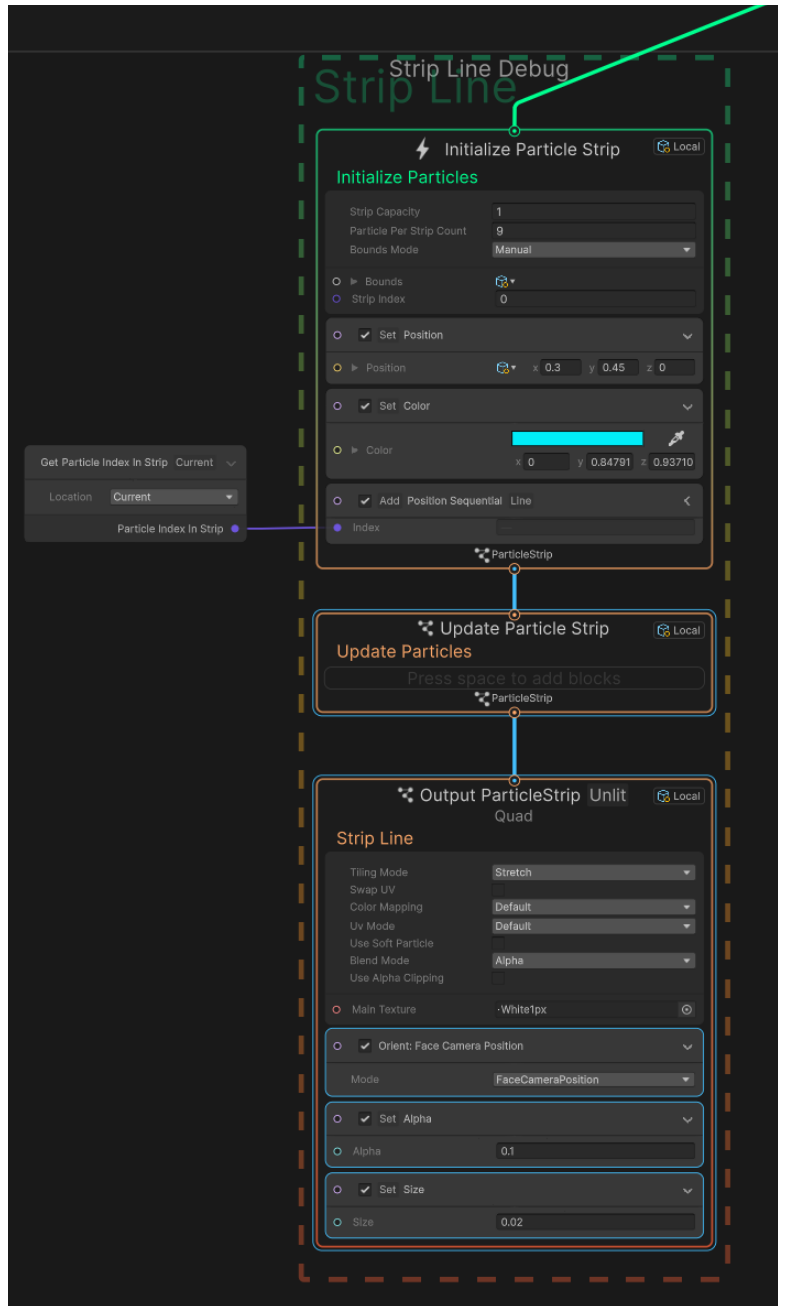 Strip Line Debug
Strip Line
Initialize Particle Strip
Local
Initialize Particles
Strip Capacity 1
Particle Per Strip Count 9
Bounds Mode Manual
Bounds
Strip Index 0
Set Position
Position x 0.3 y 0.45 z 0
Set Color
Color
x 0 y 0.84791 z 0.93710
Get Particle Index In Strip Current
Location Current
Particle Index In Strip
Add Position Sequential Line
Index
ParticleStrip
Update Particle Strip
Local
Update Particles
Press space to add blocks
ParticleStrip
Output ParticleStrip Unlit
Local
Quad
Strip Line
Tiling Mode Stretch
Swap UV
Color Mapping Default
Uv Mode Default
Use Soft Particle
Blend Mode Alpha
Use Alpha Clipping
Main Texture White1px
Orient: Face Camera Position
Mode FaceCameraPosition
Set Alpha
Alpha 0.1
Set Size
Size 0.02